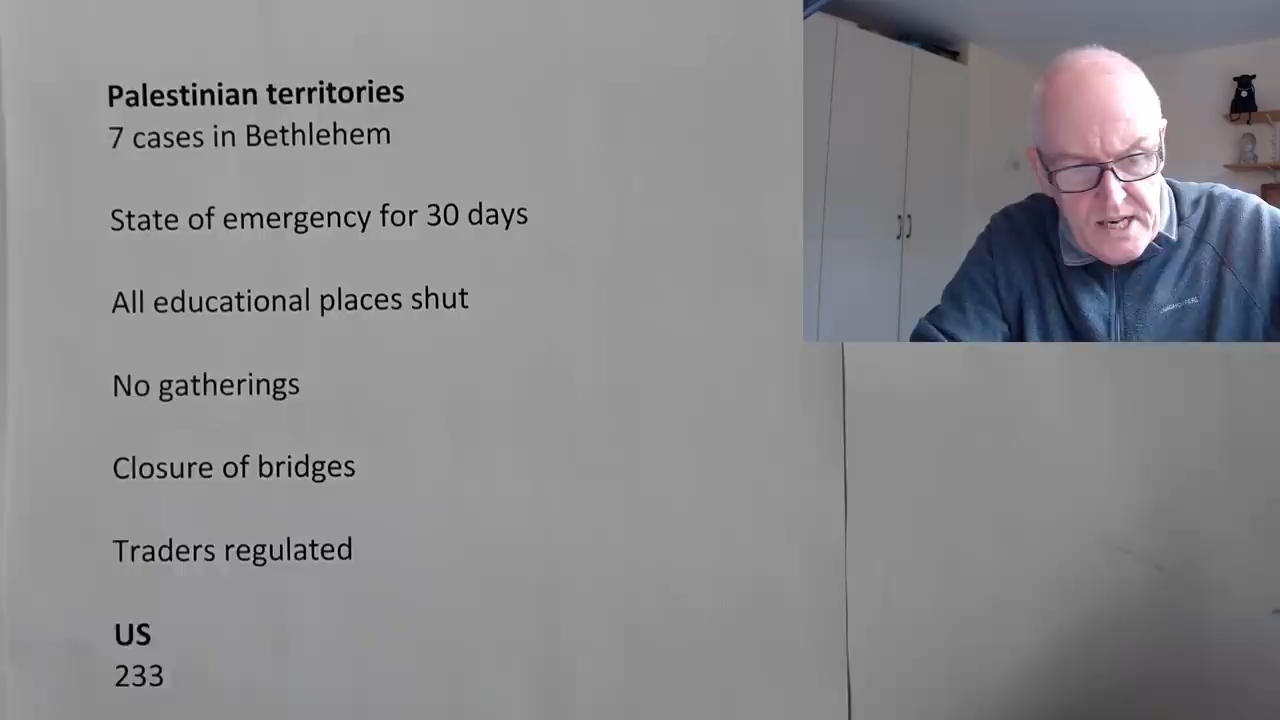 Palestinian territories
7 cases in Bethlehem
State of emergency for 30 days
All educational places shut
No gatherings
Closure of bridges
Traders regulated
US
233